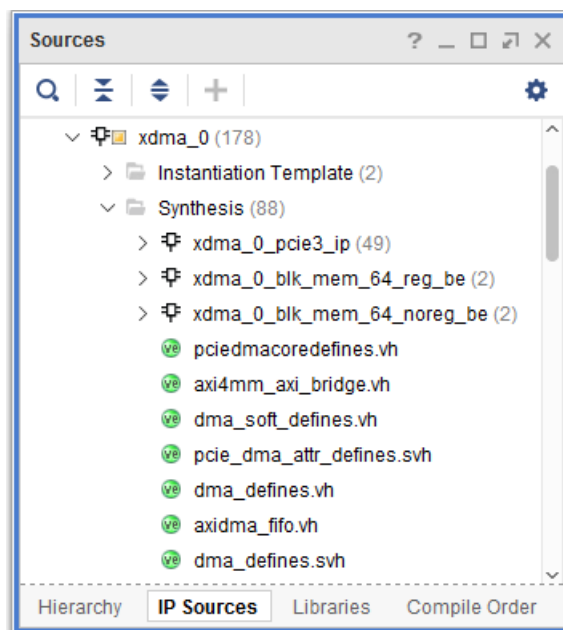 Sources
xdma_0 (178)
Instantiation Template (2)
Synthesis (88)
xdma_0_pcie3_ip (49)
xdma_0_blk_mem_64_reg_be (2)
xdma_0_blk_mem_64_noreg_be (2)
pciedmacoredefines.vh
axi4mm_axi_bridge.vh
dma_soft_defines.vh
pcie_dma_attr_defines.svh
dma_defines.vh
axidma_fifo.vh
dma_defines.svh
Hierarchy IP Sources Libraries Compile Order